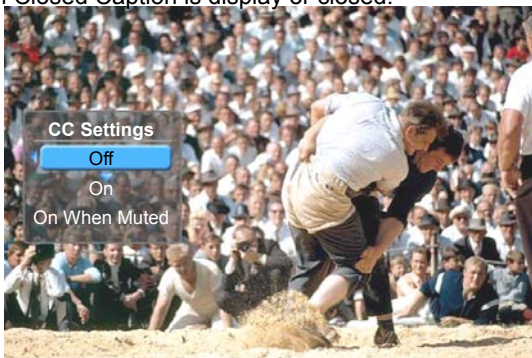 Closed Caption is display or closed.
CC Settings
Off
On
On When Muted